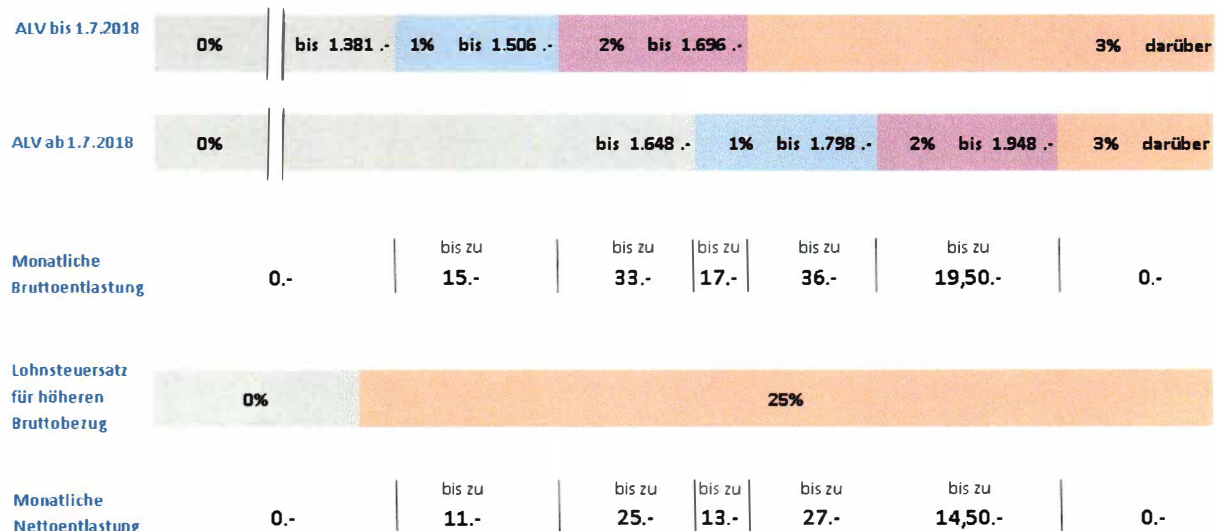 ALV bis 1.7.2018
0% bis 1.381 .- 1% bis 1.506 .- 2% bis 1.696 .- 3% darüber
ALV ab 1.7.2018
0% bis 1.648 .- 1% bis 1.798 .- 2% bis 1.948 .- 3% darüber
Monatliche
Bruttoentlastung
bis zu bis zu bis zu bis zu bis zu
0.- 15.- 33.- 17.- 36.- 19,50.- 0.-
Lohnsteuersatz
für höheren
Bruttobezug
0% 25%
Monatliche
Nettoentlastung
bis zu bis zu bis zu bis zu bis zu
0.- 11.- 25.- 13.- 27.- 14,50.- 0.-